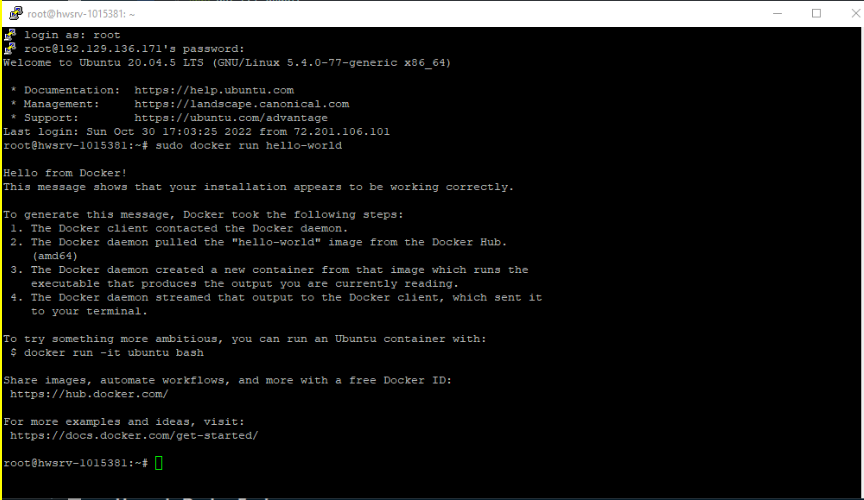 root@hwsrv-1015381: ~
login as: root
root@192.129.136.171's password:
Welcome to Ubuntu 20.04.5 LTS (GNU/Linux 5.4.0-77-generic x86_64)
* Documentation:  https://help.ubuntu.com
* Management:     https://landscape.canonical.com
* Support:        https://ubuntu.com/advantage
Last login: Sun Oct 30 17:03:25 2022 from 72.201.106.101
root@hwsrv-1015381:~# sudo docker run hello-world
Hello from Docker!
This message shows that your installation appears to be working correctly.
To generate this message, Docker took the following steps:
1. The Docker client contacted the Docker daemon.
2. The Docker daemon pulled the "hello-world" image from the Docker Hub.
(amd64)
3. The Docker daemon created a new container from that image which runs the
executable that produces the output you are currently reading.
4. The Docker daemon streamed that output to the Docker client, which sent it
to your terminal.
To try something more ambitious, you can run an Ubuntu container with:
$ docker run -it ubuntu bash
Share images, automate workflows, and more with a free Docker ID:
https://hub.docker.com/
For more examples and ideas, visit:
https://docs.docker.com/get-started/
root@hwsrv-1015381:~#